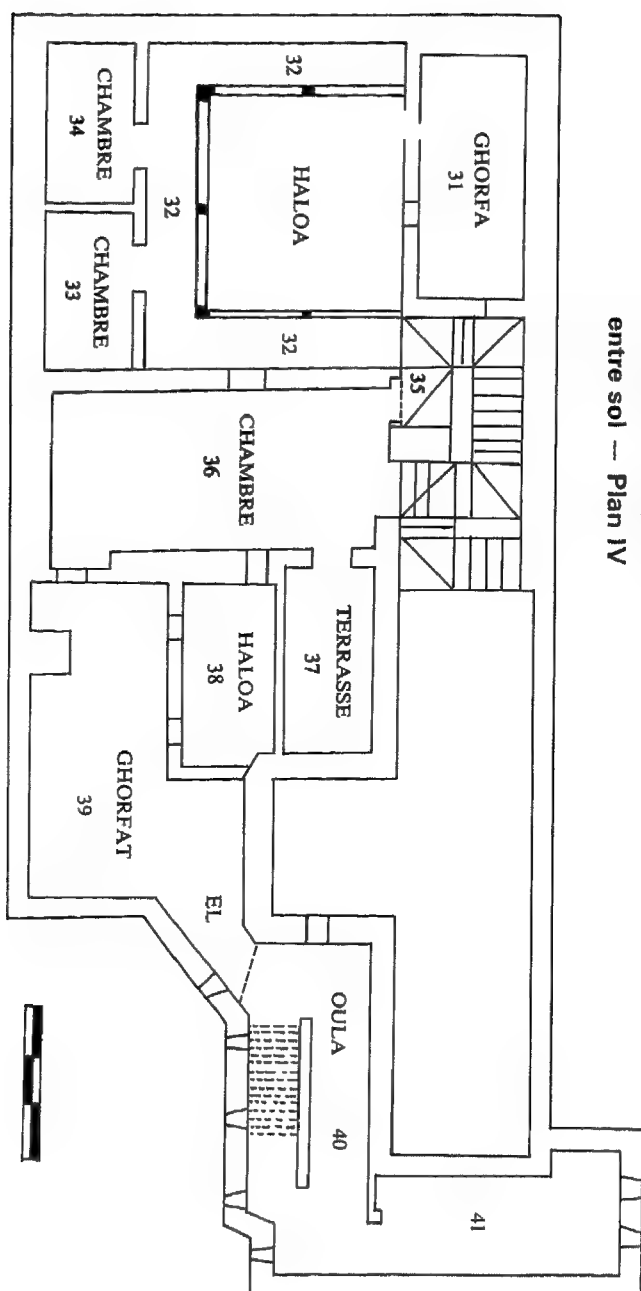 entre sol — Plan IV
GHORFA
31
32
HALOA
32
32
CHAMBRE
34
CHAMBRE
33
35
CHAMBRE
36
TERRASSE
37
HALOA
38
GHORFAT
39
EL
OULA
40
41